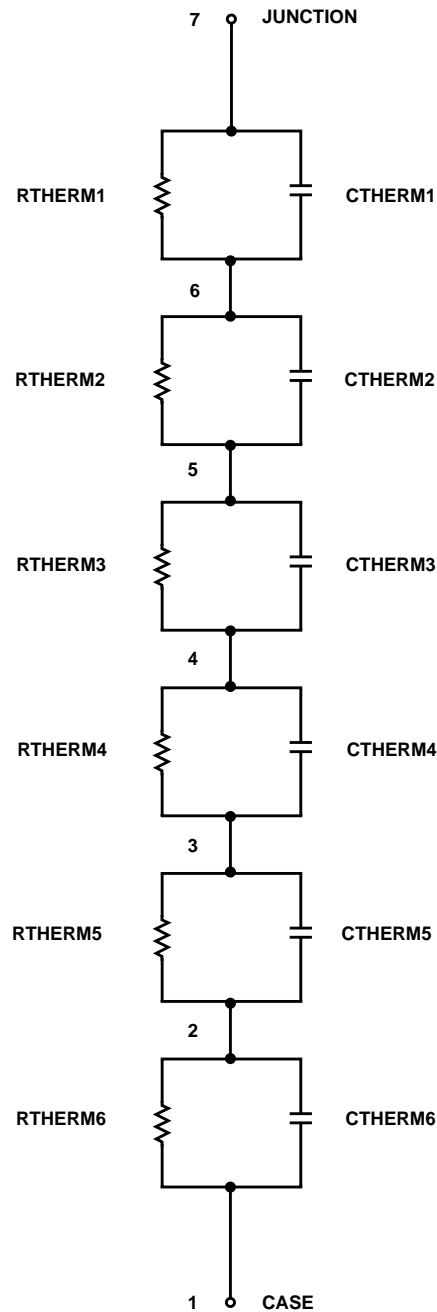 7 JUNCTION
RTHERM1 CTHERM1
6
RTHERM2 CTHERM2
5
RTHERM3 CTHERM3
4
RTHERM4 CTHERM4
3
RTHERM5 CTHERM5
2
RTHERM6 CTHERM6
1 CASE